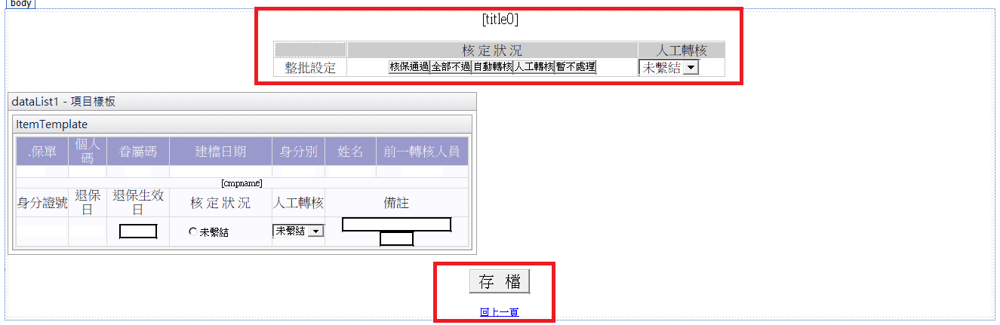 body
[title0]
核 定 狀 況 人工轉核
整批設定 核保通過 全部不過 自動轉核 人工轉核 暫不處理 未繫結
dataList1 - 項目樣板
ItemTemplate
.保單 個人碼 眷屬碼 建檔日期 身分別 姓名 前一轉核人員
[cmpname]
身分證號 退保日 退保生效日 核 定 狀 況 人工轉核 備註
未繫結 未繫結
存 檔
回上一頁